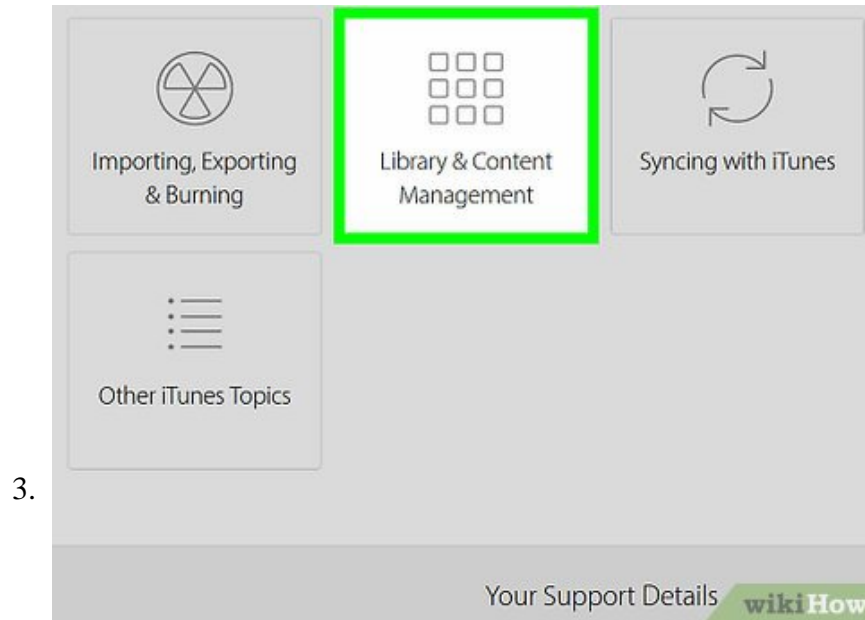 Importing, Exporting
& Burning
Library & Content
Management
Syncing with iTunes
Other iTunes Topics
3.
Your Support Details
wikiHow